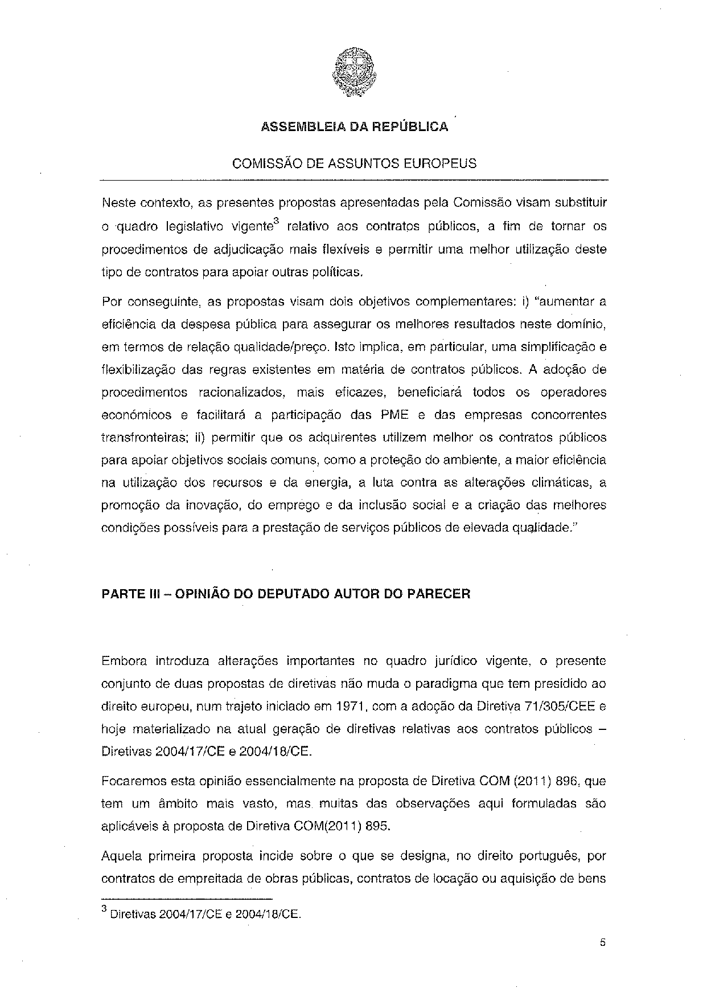 ASSEMBLEIA DA REPÚBLICA
COMISSÃO DE ASSUNTOS EUROPEUS
Neste contexto, as presentes propostas apresentadas pela Comissão visam substituir
o quadro legislativo vigente³ relativo aos contratos públicos, a fim de tornar os
procedimentos de adjudicação mais flexíveis e permitir uma melhor utilização deste
tipo de contratos para apoiar outras políticas.
Por conseguinte, as propostas visam dois objetivos complementares: i) “aumentar a
eficiência da despesa pública para assegurar os melhores resultados neste domínio,
em termos de relação qualidade/preço. Isto implica, em particular, uma simplificação e
flexibilização das regras existentes em matéria de contratos públicos. A adoção de
procedimentos racionalizados, mais eficazes, beneficiará todos os operadores
económicos e facilitará a participação das PME e das empresas concorrentes
transfronteiras; ii) permitir que os adquirentes utilizem melhor os contratos públicos
para apoiar objetivos sociais comuns, como a proteção do ambiente, a maior eficiência
na utilização dos recursos e da energia, a luta contra as alterações climáticas, a
promoção da inovação, do emprego e da inclusão social e a criação das melhores
condições possíveis para a prestação de serviços públicos de elevada qualidade.”
PARTE III – OPINIÃO DO DEPUTADO AUTOR DO PARECER
Embora introduza alterações importantes no quadro jurídico vigente, o presente
conjunto de duas propostas de diretivas não muda o paradigma que tem presidido ao
direito europeu, num trajeto iniciado em 1971, com a adoção da Diretiva 71/305/CEE e
hoje materializado na atual geração de diretivas relativas aos contratos públicos –
Diretivas 2004/17/CE e 2004/18/CE.
Focaremos esta opinião essencialmente na proposta de Diretiva COM (2011) 896, que
tem um âmbito mais vasto, mas muitas das observações aqui formuladas são
aplicáveis à proposta de Diretiva COM(2011) 895.
Aquela primeira proposta incide sobre o que se designa, no direito português, por
contratos de empreitada de obras públicas, contratos de locação ou aquisição de bens
³ Diretivas 2004/17/CE e 2004/18/CE.
5